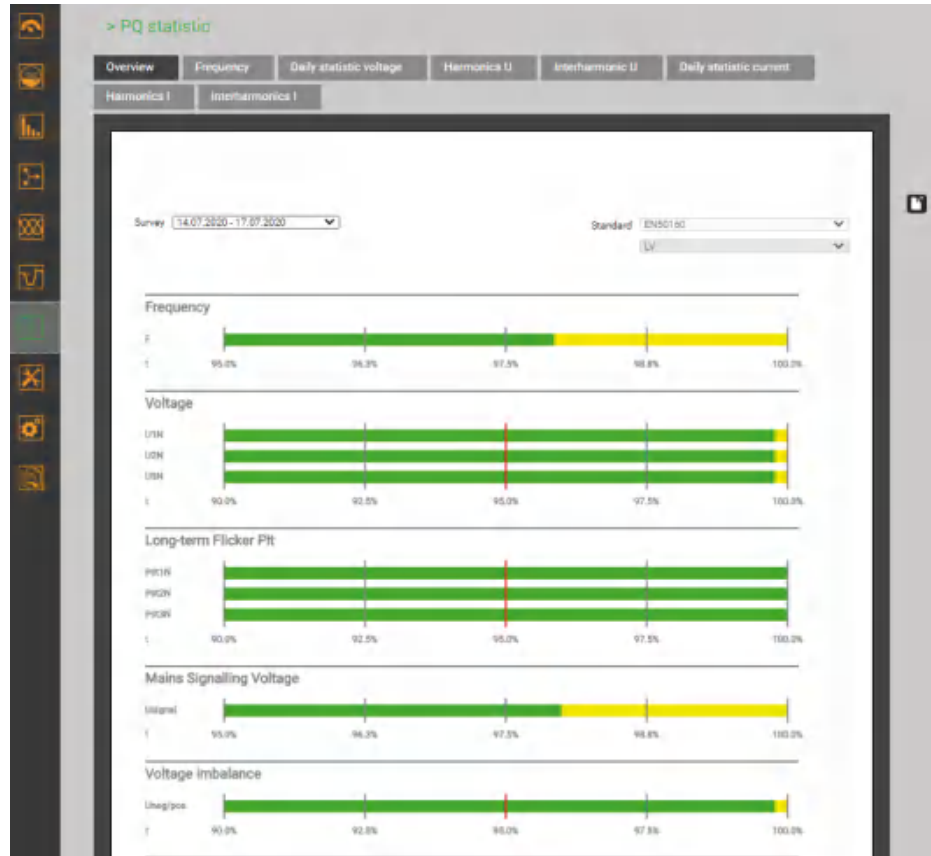 > PQ statistic
Overview Frequency Daily statistic voltage Harmonics U Interharmonic U Daily statistic current
Harmonics I Interharmonics I
Survey 14.07.2020 - 17.07.2020
Standard EN50160
LV
Frequency
95.0% 96.3% 97.5% 98.8% 100.0%
Voltage
U1N
U2N
U3N
90.0% 92.5% 95.0% 97.5% 100.0%
Long-term Flicker Plt
90.0% 92.5% 95.0% 97.5% 100.0%
Mains Signalling Voltage
95.0% 96.3% 97.5% 98.8% 100.0%
Voltage imbalance
Uneg/pos
90.0% 92.5% 95.0% 97.5% 100.0%